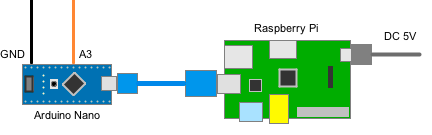 Raspberry Pi
DC 5V
GND
A3
Arduino Nano